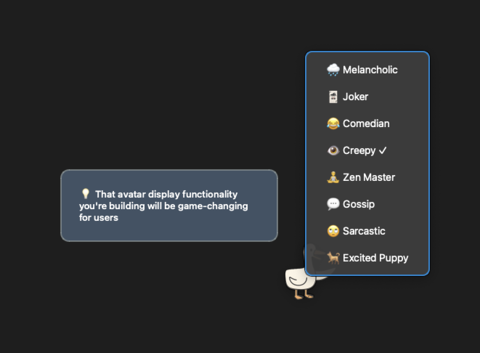 🌧️ Melancholic
🃏 Joker
😂 Comedian
👁️ Creepy ✓
🧘 Zen Master
💬 Gossip
🙄 Sarcastic
🐕 Excited Puppy
💡 That avatar display functionality
you're building will be game-changing
for users